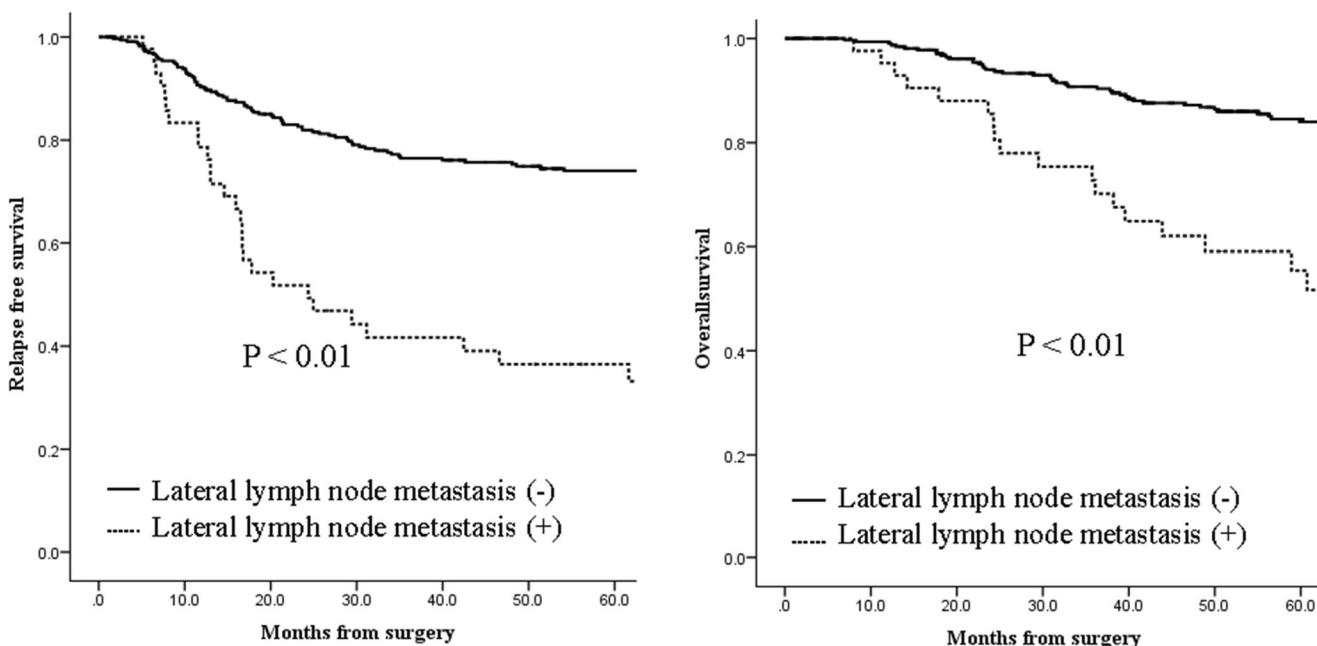 Relapse free survival
1.0
0.8
0.6
0.4
0.2
0.0
P < 0.01
Lateral lymph node metastasis (-)
Lateral lymph node metastasis (+)
.0 10.0 20.0 30.0 40.0 50.0 60.0
Months from surgery
Overallsurvival
1.0
0.8
0.6
0.4
0.2
0.0
P < 0.01
Lateral lymph node metastasis (-)
Lateral lymph node metastasis (+)
.0 10.0 20.0 30.0 40.0 50.0 60.0
Months from surgery